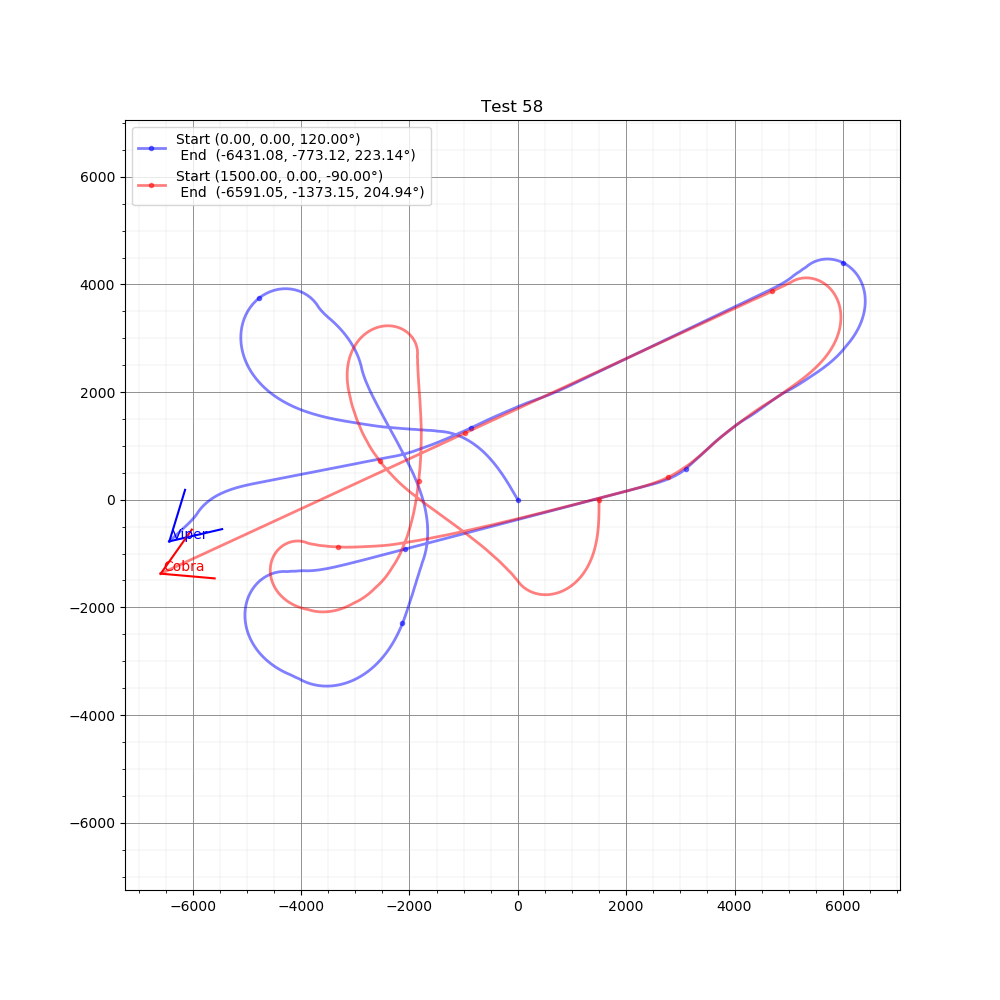 Test 58
Start (0.00, 0.00, 120.00°)
End (-6431.08, -773.12, 223.14°)
Start (1500.00, 0.00, -90.00°)
End (-6591.05, -1373.15, 204.94°)
6000
4000
2000
0
−2000
−4000
−6000
Viper
Cobra
−6000 −4000 −2000 0 2000 4000 6000